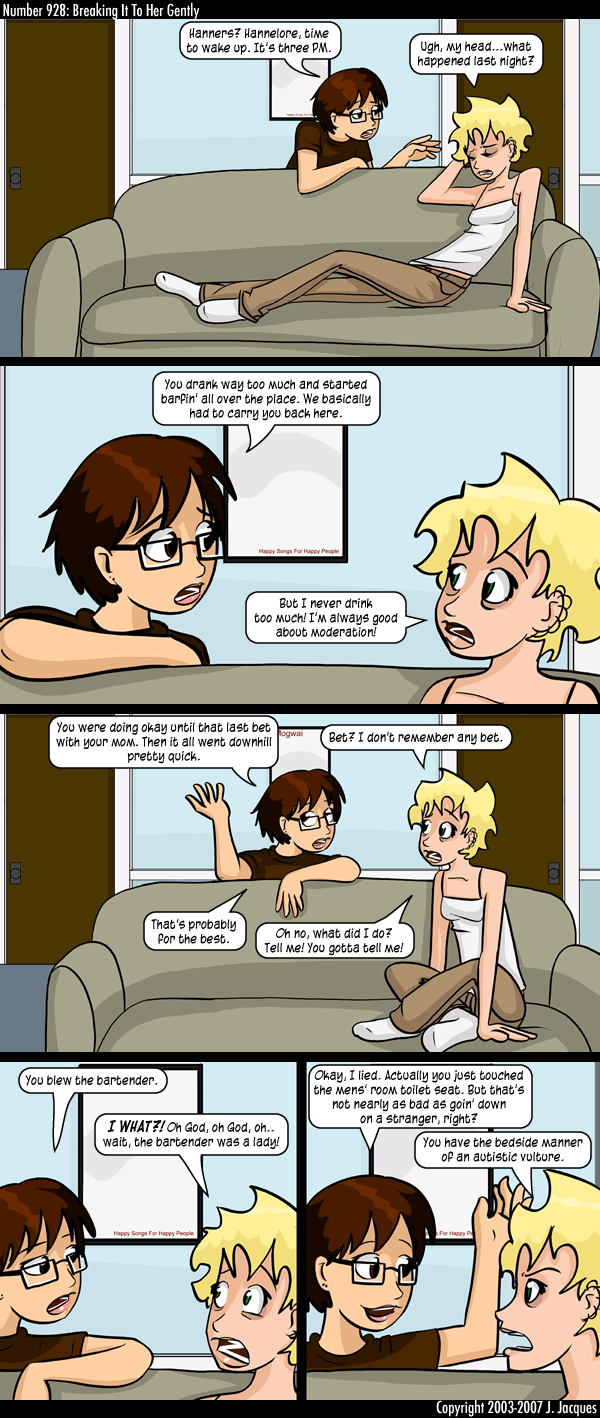 Number 928: Breaking It To Her Gently
Hanners? Hannelore, time
to wake up. It's three PM.
Ugh, my head...what
happened last night?
Happy Songs For Happy People
You drank way too much and started
barfin' all over the place. We basically
had to carry you back here.
Happy Songs For Happy People
But I never drink
too much! I'm always good
about moderation!
You were doing okay until that last bet
with your mom. Then it all went downhill
pretty quick.
Mogwai
Bet? I don't remember any bet.
That's probably
for the best.
Oh no, what did I do?
Tell me! You gotta tell me!
You blew the bartender.
I WHAT?! Oh God, oh God, oh..
wait, the bartender was a lady!
Happy Songs For Happy People
Okay, I lied. Actually you just touched
the mens' room toilet seat. But that's
not nearly as bad as goin' down
on a stranger, right?
You have the bedside manner
of an autistic vulture.
Songs For Happy P
Copyright 2003-2007 J. Jacques